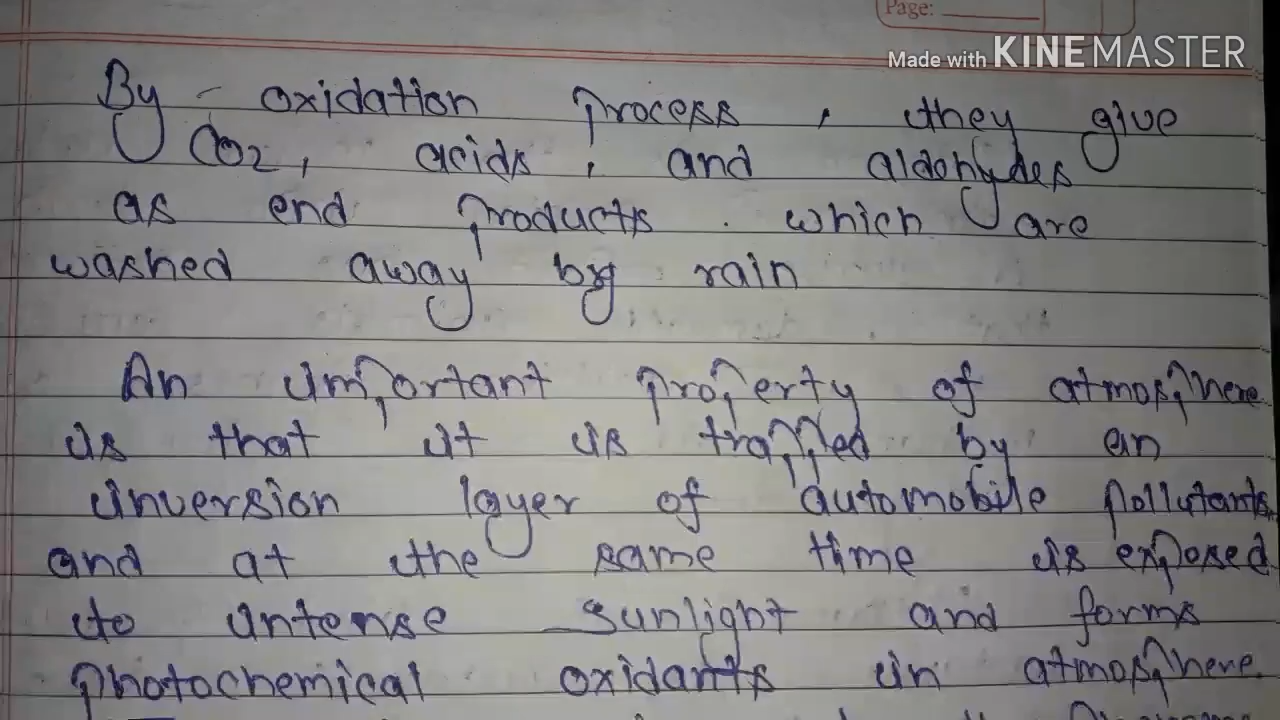 Page:
Made with KINEMASTER
By - oxidation process, they give
CO2, acids, and aldehydes
as end products. which are
washed away by rain
An important property of atmosphere
is that it is trapped by an
inversion layer of automobile pollutants
and at the same time is exposed
to intense sunlight and forms
photochemical oxidants in atmosphere.